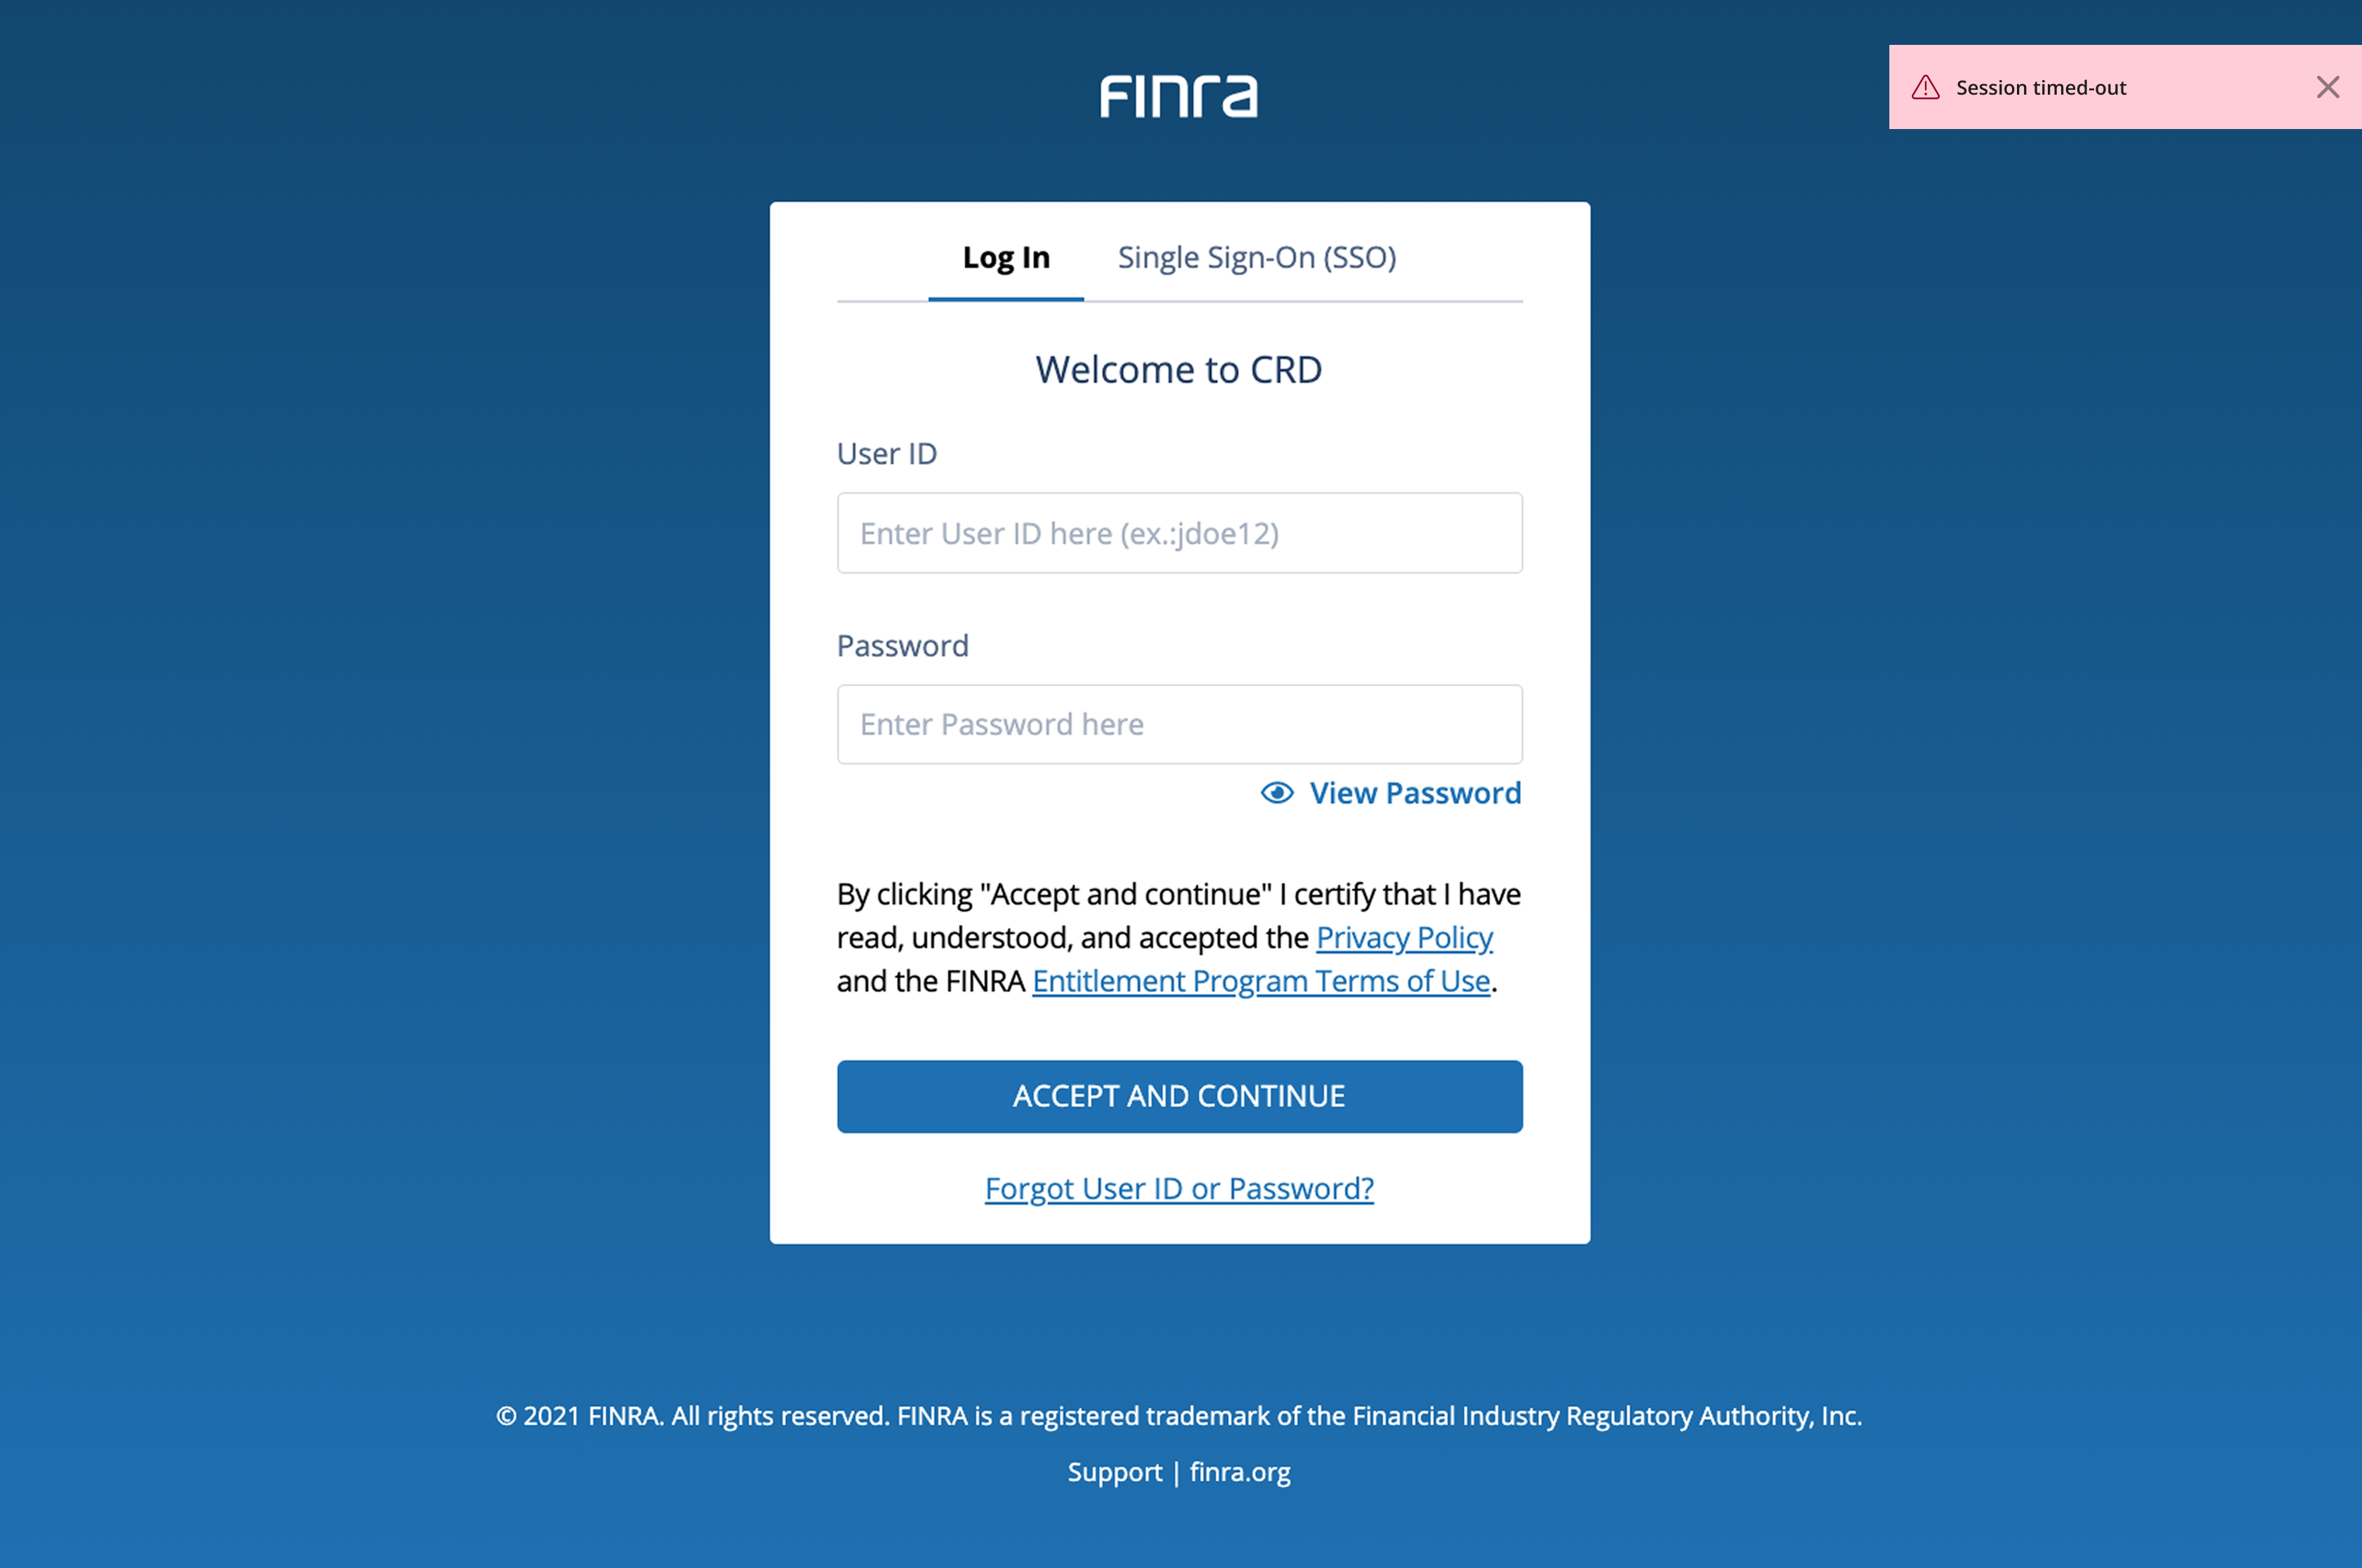 FINRA
Session timed-out
Log In
Single Sign-On (SSO)
Welcome to CRD
User ID
Enter User ID here (ex.:jdoe12)
Password
Enter Password here
View Password
By clicking "Accept and continue" I certify that I have
read, understood, and accepted the Privacy Policy
and the FINRA Entitlement Program Terms of Use.
ACCEPT AND CONTINUE
Forgot User ID or Password?
© 2021 FINRA. All rights reserved. FINRA is a registered trademark of the Financial Industry Regulatory Authority, Inc.
Support | finra.org